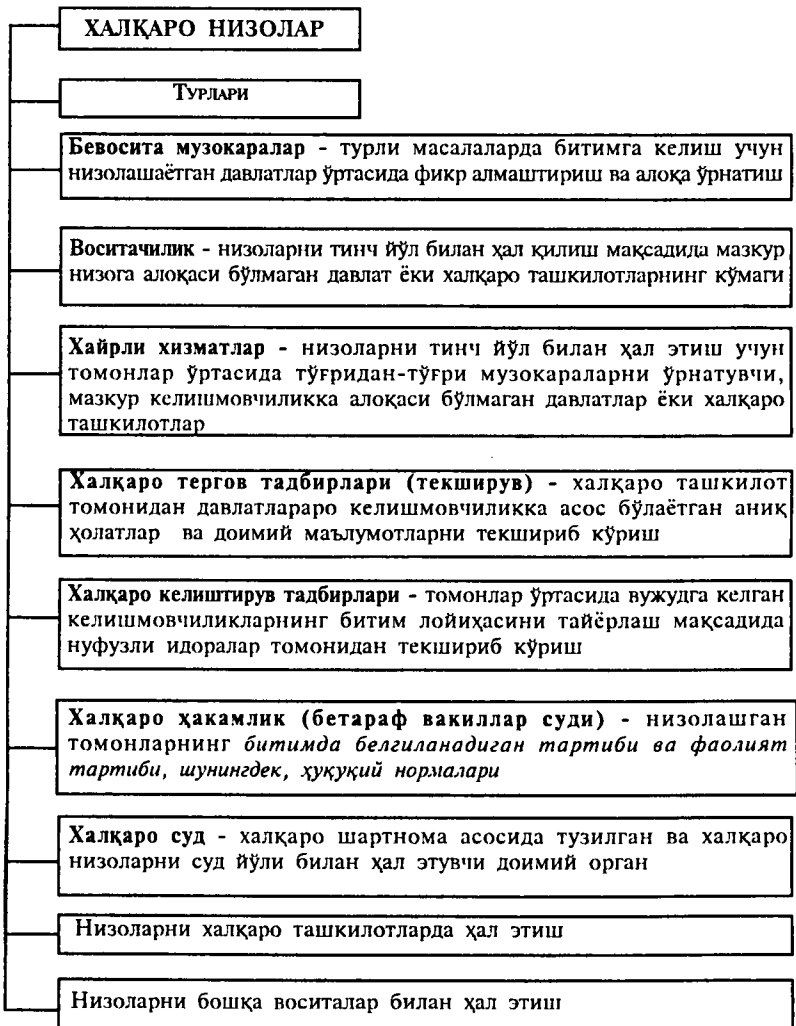 ХАЛҚАРО НИЗОЛАР
ТУРЛАРИ
Бевосита музокаралар - турли масалаларда битимга келиш учун
низолашаётган давлатлар ўртасида фикр алмаштириш ва алоқа ўрнатиш
Воситачилик - низоларни тинч йўл билан ҳал қилиш мақсадида мазкур
низога алоқаси бўлмаган давлат ёки халқаро ташкилотларнинг кўмаги
Хайрли хизматлар - низоларни тинч йўл билан ҳал этиш учун
томонлар ўртасида тўғридан-тўғри музокараларни ўрнатувчи,
мазкур келишмовчиликка алоқаси бўлмаган давлатлар ёки халқаро
ташкилотлар
Халқаро тергов тадбирлари (текширув) - халқаро ташкилот
томонидан давлатлараро келишмовчиликка асос бўлаётган аниқ
ҳолатлар ва доимий маълумотларни текшириб кўриш
Халқаро келиштирув тадбирлари - томонлар ўртасида вужудга келган
келишмовчиликларнинг битим лойиҳасини тайёрлаш мақсадида
нуфузли идоралар томонидан текшириб кўриш
Халқаро ҳакамлик (бетараф вакиллар суди) - низолашган
томонларнинг битимда белгиланадиган тартиби ва фаолият
тартиби, шунингдек, ҳуқуқий нормалари
Халқаро суд - халқаро шартнома асосида тузилган ва халқаро
низоларни суд йўли билан ҳал этувчи доимий орган
Низоларни халқаро ташкилотларда ҳал этиш
Низоларни бошқа воситалар билан ҳал этиш